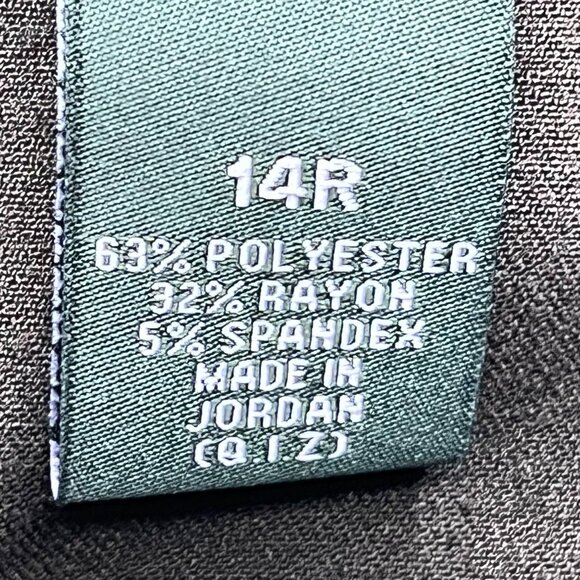 14R
63% POLYESTER
32% RAYON
5% SPANDEX
MADE IN
JORDAN
(Q I Z)